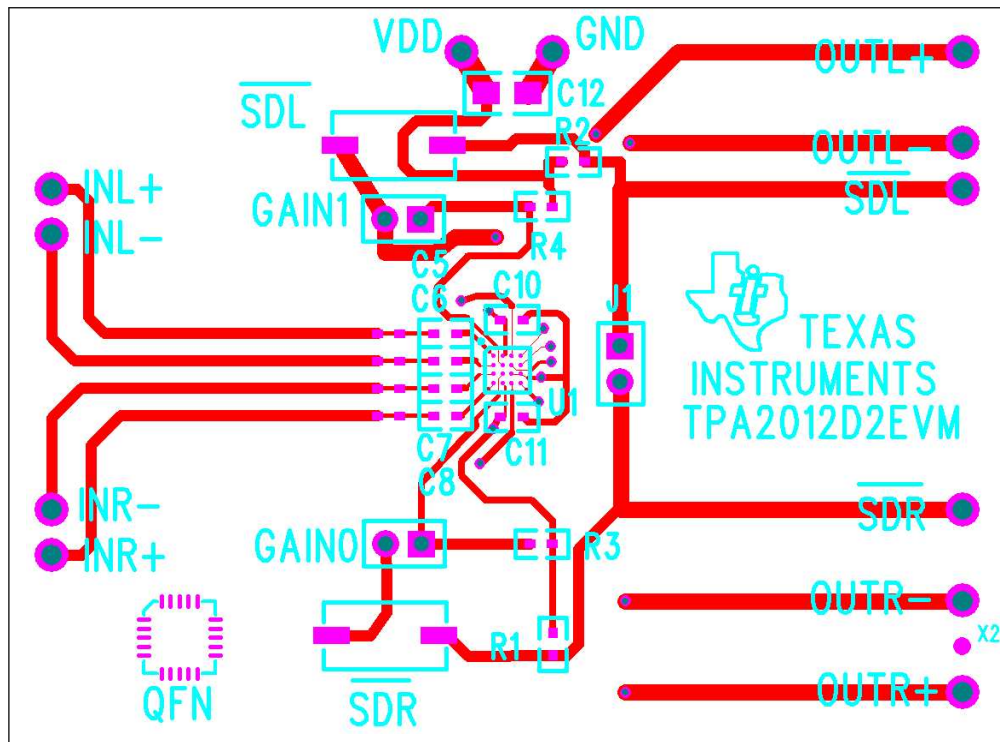 VDD
GND
OUTL+
SDL
C12
R2
OUTL-
INL+
SDL
GAIN1
INL-
R4
C5
C6
C10
J1
TEXAS
INSTRUMENTS
U1
TPA2012D2EVM
C7
C11
C8
INR-
SDR
GAIN0
R3
INR+
OUTR-
X2
R1
QFN
SDR
OUTR+